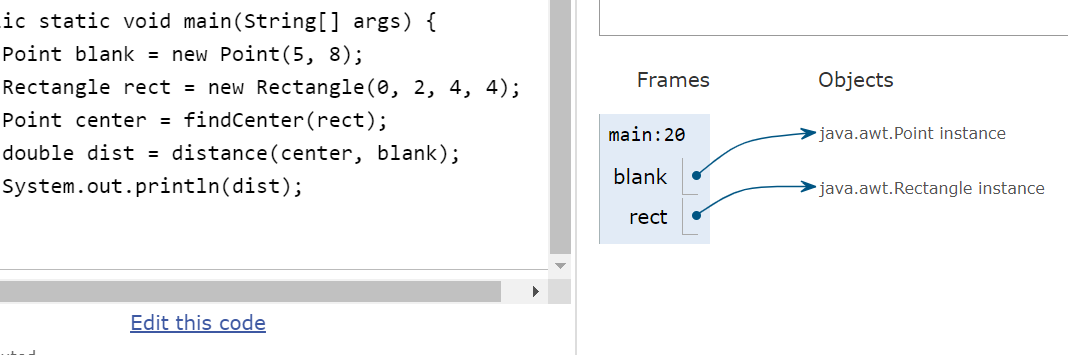 ic static void main(String[] args) {
Point blank = new Point(5, 8);
Rectangle rect = new Rectangle(0, 2, 4, 4);
Point center = findCenter(rect);
double dist = distance(center, blank);
System.out.println(dist);
Edit this code
Frames
Objects
main:20
java.awt.Point instance
blank
java.awt.Rectangle instance
rect